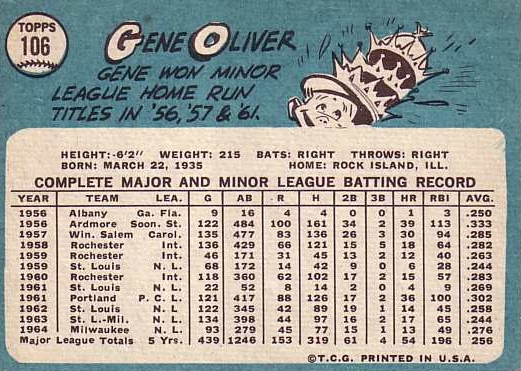 TOPPS
106
GENE OLIVER
GENE WON MINOR
LEAGUE HOME RUN
TITLES IN '56, '57 & '61.
HEIGHT:-6'2" WEIGHT: 215 BATS: RIGHT THROWS: RIGHT
BORN: MARCH 22, 1935 HOME: ROCK ISLAND, ILL.
COMPLETE MAJOR AND MINOR LEAGUE BATTING RECORD
YEAR TEAM LEA. G AB R H 2B 3B HR RBI AVG.
1956 Albany Ga. Fla. 9 16 4 4 0 0 1 3 .250
1956 Ardmore Soon. St. 122 484 100 161 34 2 39 113 .333
1957 Win. Salem Carol. 135 477 83 136 26 3 30 94 .285
1958 Rochester Int. 136 429 66 121 15 5 18 64 .282
1959 Rochester Int. 46 171 31 45 13 2 12 40 .263
1959 St. Louis N. L. 68 172 14 42 9 0 6 28 .244
1960 Rochester Int. 118 360 62 102 17 2 15 57 .283
1961 St. Louis N. L. 22 52 8 14 2 0 4 9 .269
1961 Portland P. C. L. 121 417 88 126 17 2 36 100 .302
1962 St. Louis N. L. 122 345 42 89 19 1 14 45 .258
1963 St. L.-Mil. N. L. 134 398 44 97 16 2 17 65 .244
1964 Milwaukee N. L. 93 279 45 77 15 1 13 49 .276
Major League Totals 5 Yrs. 439 1246 153 319 61 4 54 196 .256
©T.C.G. PRINTED IN U.S.A.